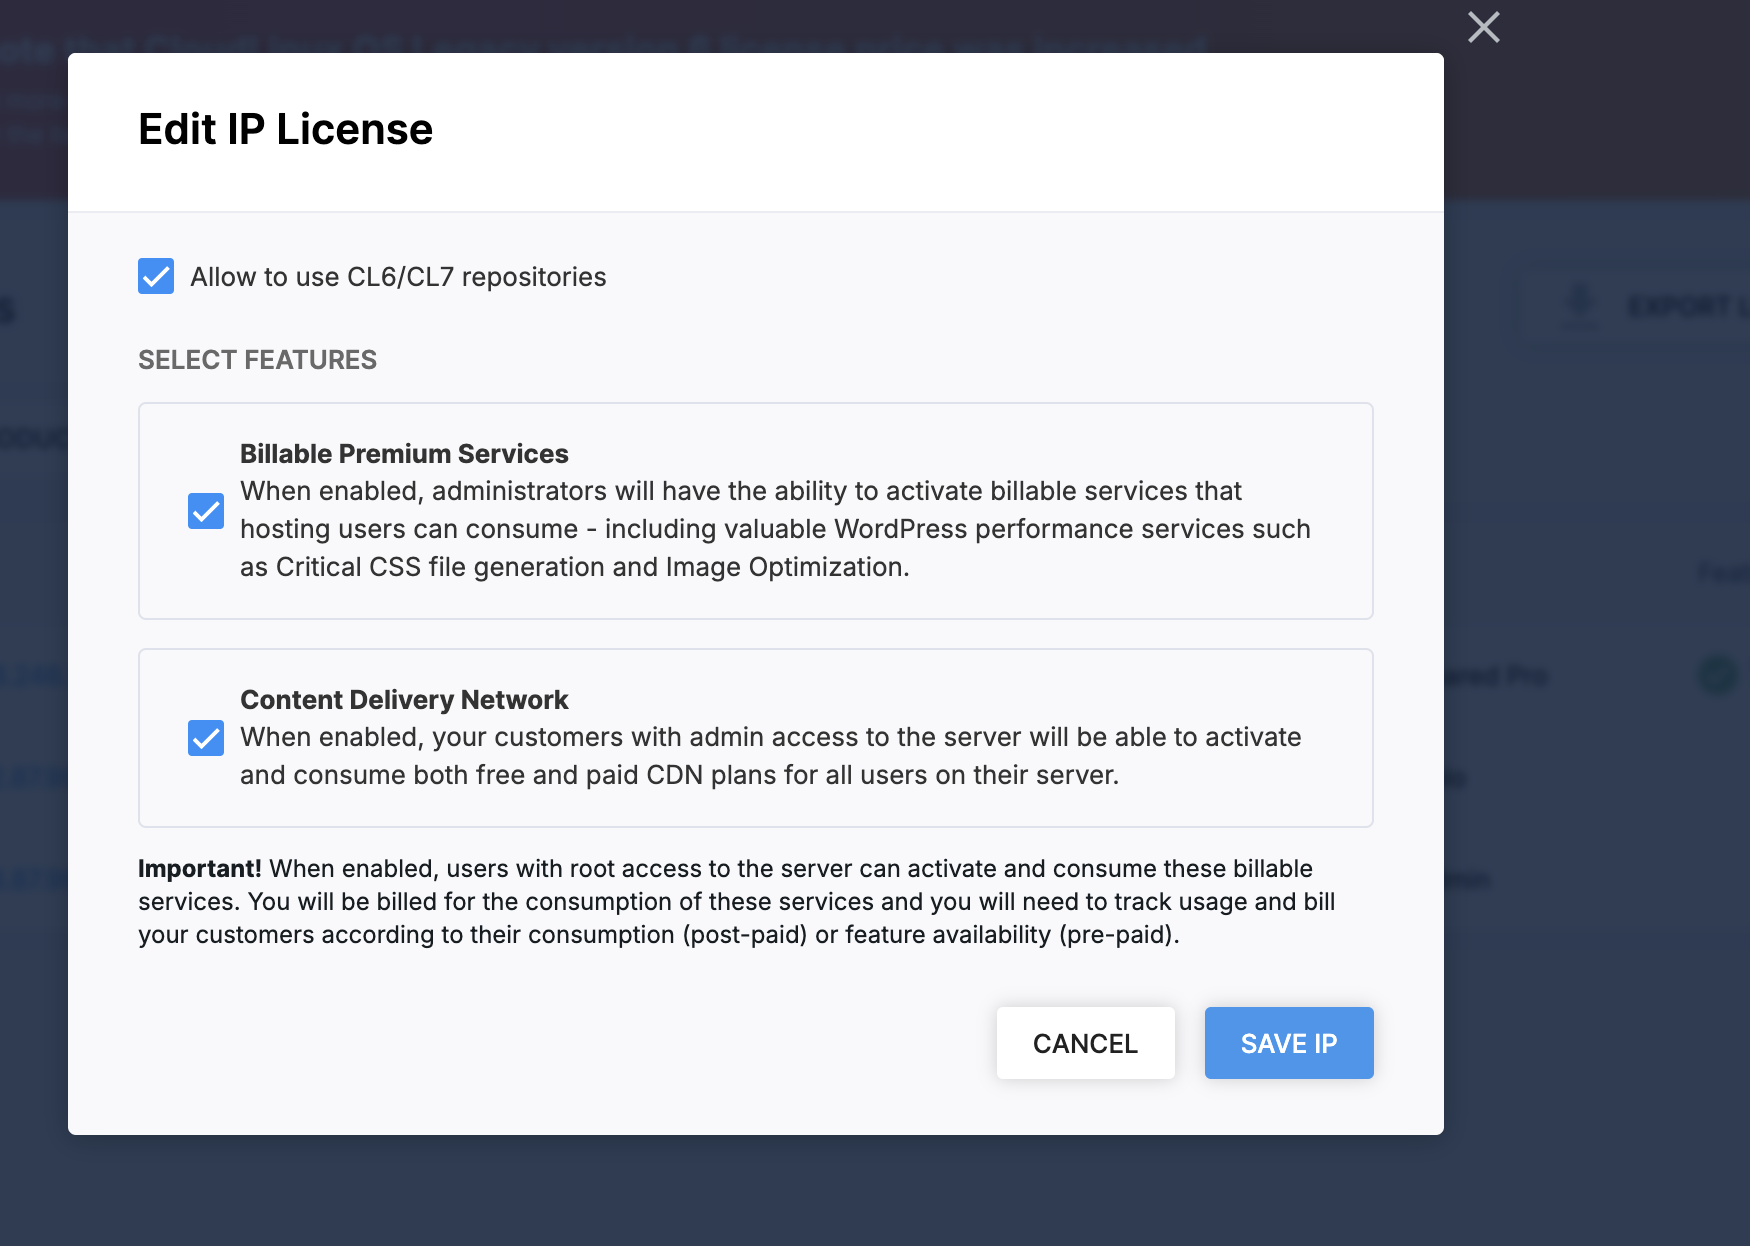 Edit IP License
Allow to use CL6/CL7 repositories
SELECT FEATURES
Billable Premium Services
When enabled, administrators will have the ability to activate billable services that
hosting users can consume - including valuable WordPress performance services such
as Critical CSS file generation and Image Optimization.
Content Delivery Network
When enabled, your customers with admin access to the server will be able to activate
and consume both free and paid CDN plans for all users on their server.
Important! When enabled, users with root access to the server can activate and consume these billable
services. You will be billed for the consumption of these services and you will need to track usage and bill
your customers according to their consumption (post-paid) or feature availability (pre-paid).
CANCEL
SAVE IP
EXPORT